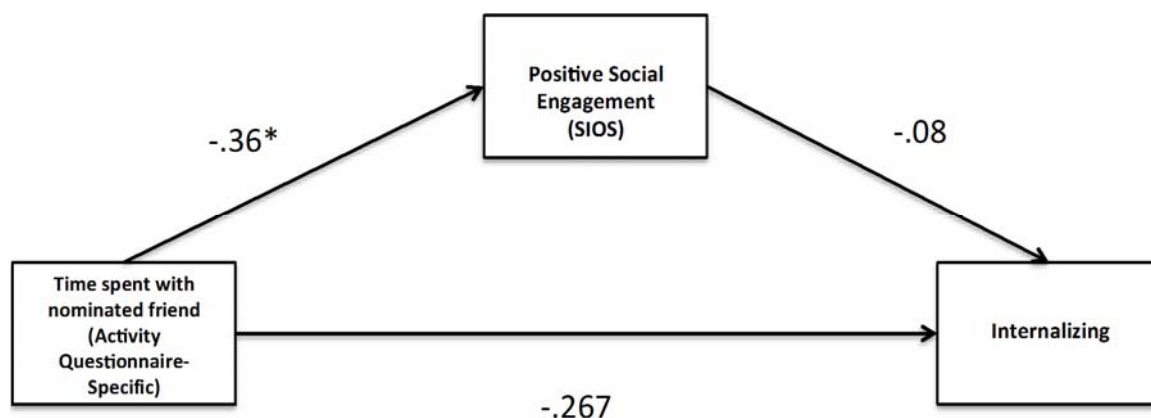 Positive Social
Engagement
(SIOS)
-.36*
-.08
Time spent with
nominated friend
(Activity
Questionnaire-
Specific)
Internalizing
-.267